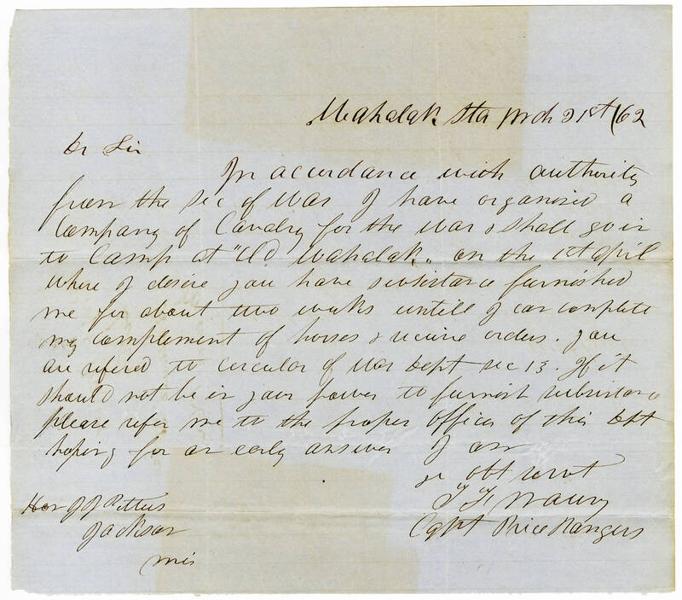 Wahalak Sta Mch 21st /62
Dr Sir
In accordance with authority
from the Sec of War I have organised a
Company of Cavalry for the War & shall go in
to Camp at "Old Wahalak" on the 1st April
where I desire you have subsistance furnished
me for about two weeks untill I can complete
my complement of horses & receive orders. You
are refered to circular of War Dept Sec 13. If it
should not be in your power to furnish subsistance
please refer me to the proper officer of this Dept
hoping for an early answer I am
yr obt servt
T F
Capt Price Rangers
Hon J J Pettus
Jackson
Mis